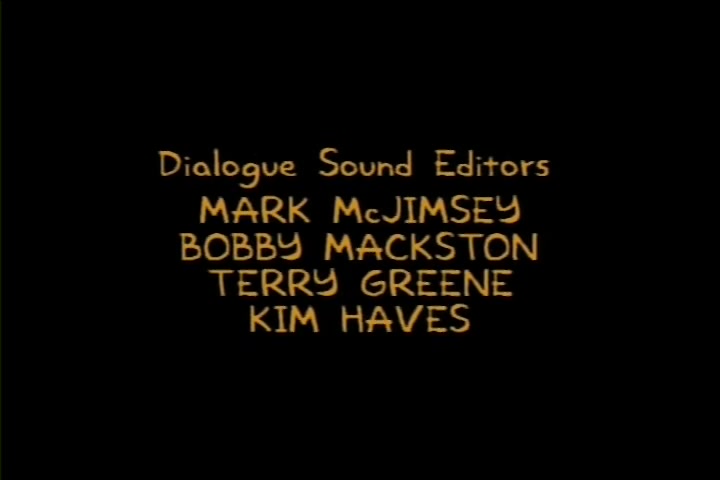 Dialogue Sound Editors
MARK McJIMSEY
BOBBY MACKSTON
TERRY GREENE
KIM HAVES